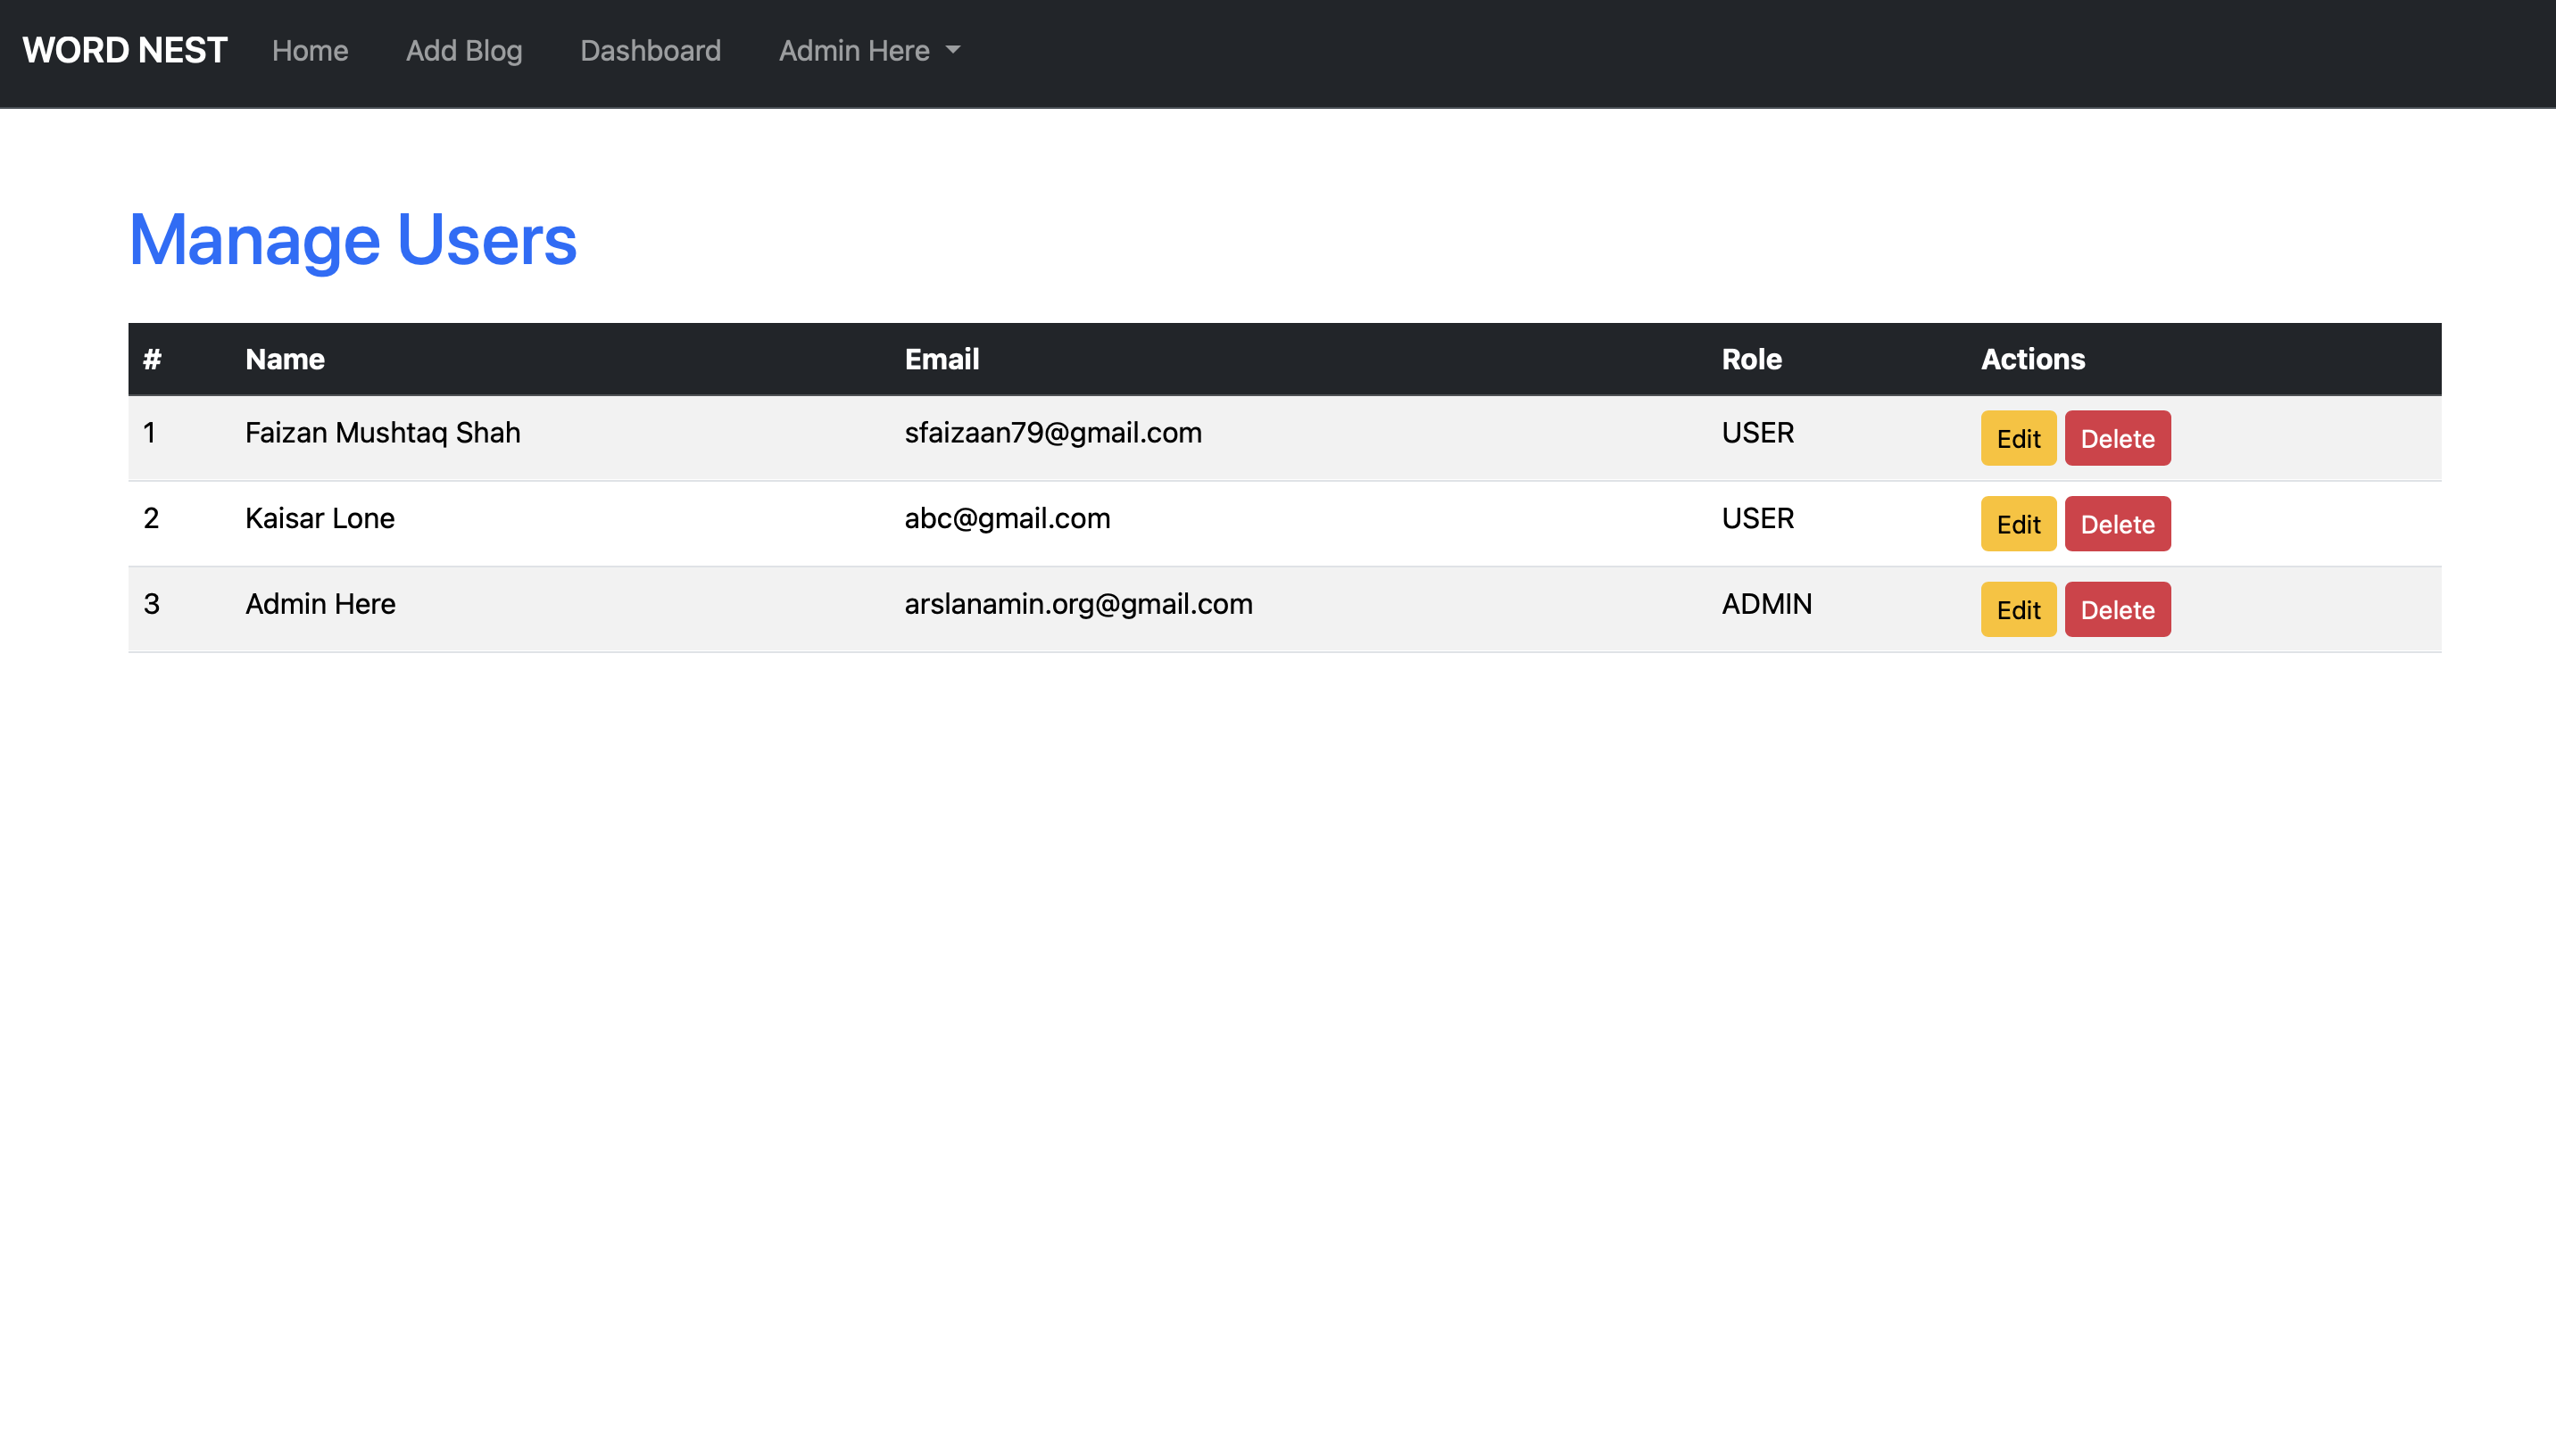 WORD NEST Home Add Blog Dashboard Admin Here
Manage Users
# Name Email Role Actions
1 Faizan Mushtaq Shah sfaizaan79@gmail.com USER Edit Delete
2 Kaisar Lone abc@gmail.com USER Edit Delete
3 Admin Here arslanamin.org@gmail.com ADMIN Edit Delete